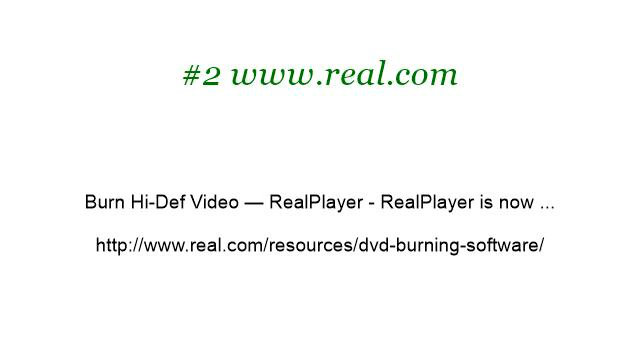 #2 www.real.com
Burn Hi-Def Video — RealPlayer - RealPlayer is now ...
http://www.real.com/resources/dvd-burning-software/